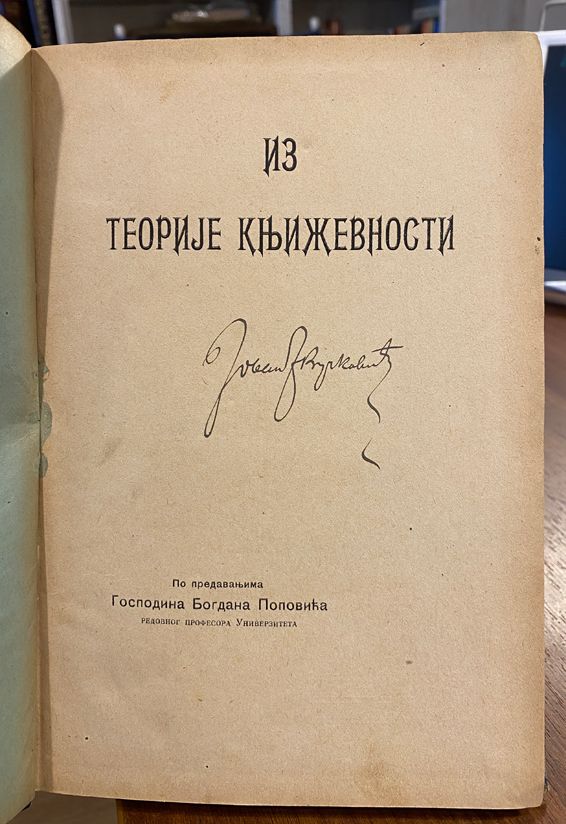 ИЗ
ТЕОРИЈЕ КЊИЖЕВНОСТИ
По предавањима
Господина Богдана Поповића
редовног професора Универзитета